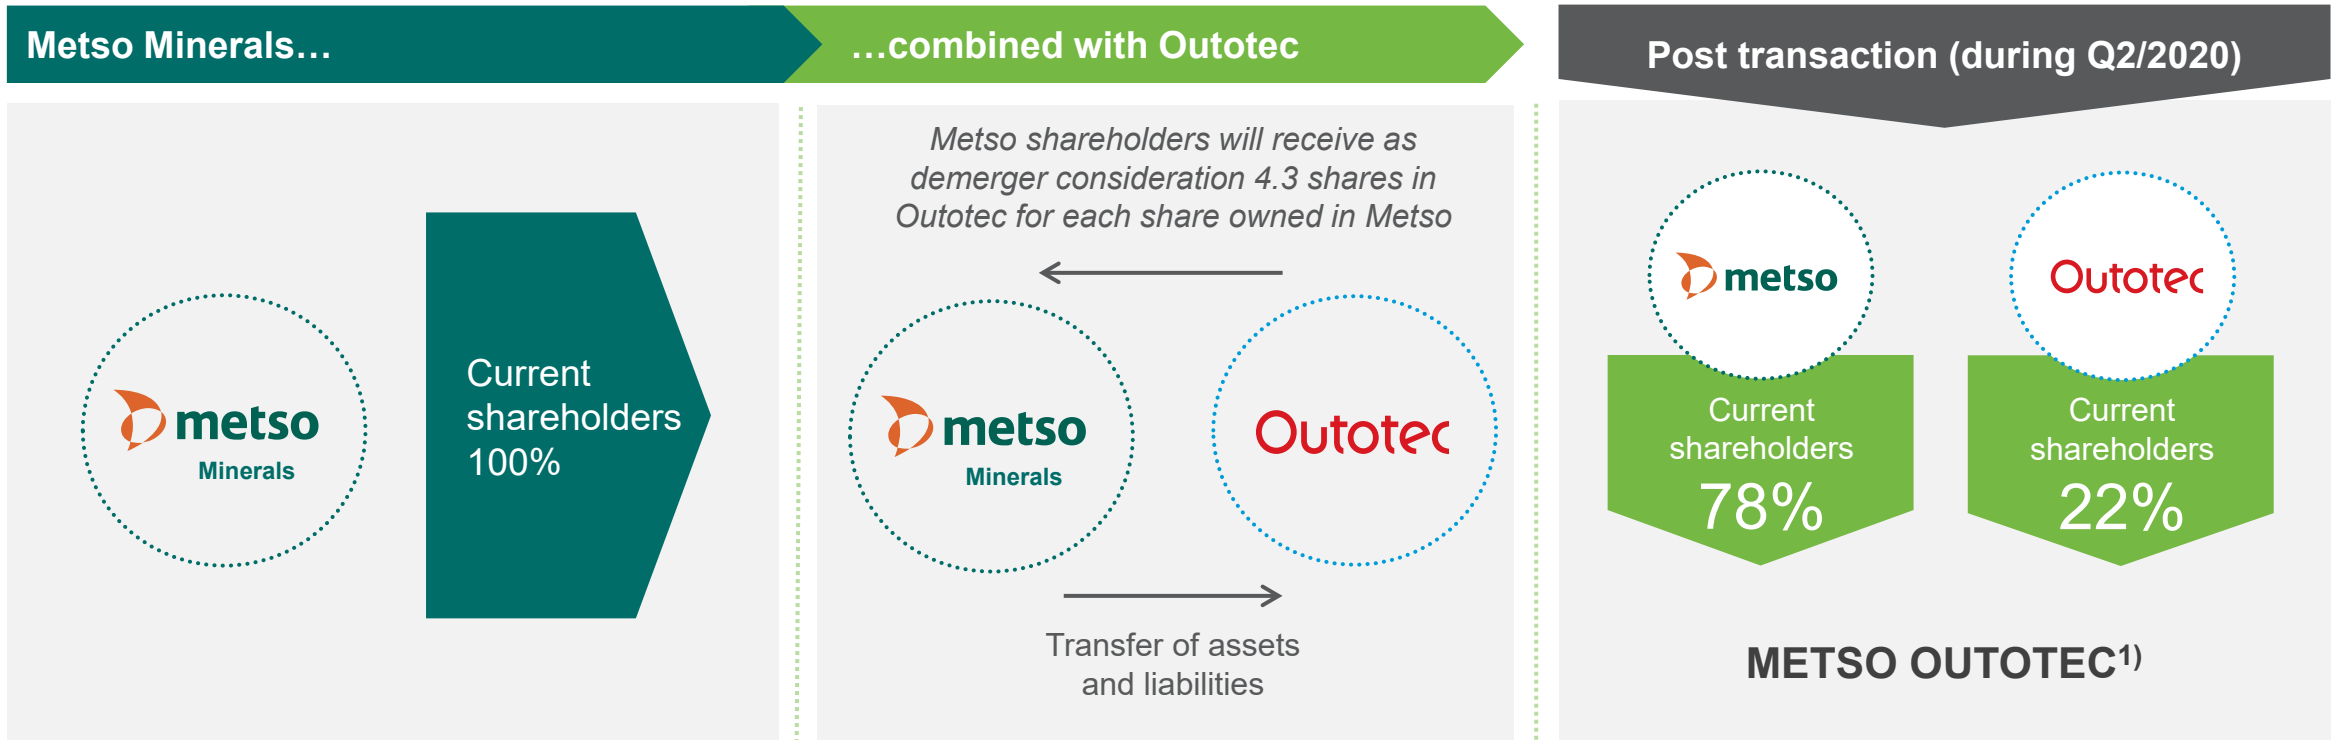 Metso Minerals…
…combined with Outotec
Post transaction (during Q2/2020)
metso
Minerals
Current
shareholders
100%
Metso shareholders will receive as
demerger consideration 4.3 shares in
Outotec for each share owned in Metso
metso
Minerals
Outotec
Transfer of assets
and liabilities
metso
Current
shareholders
78%
Outotec
Current
shareholders
22%
METSO OUTOTEC¹⁾